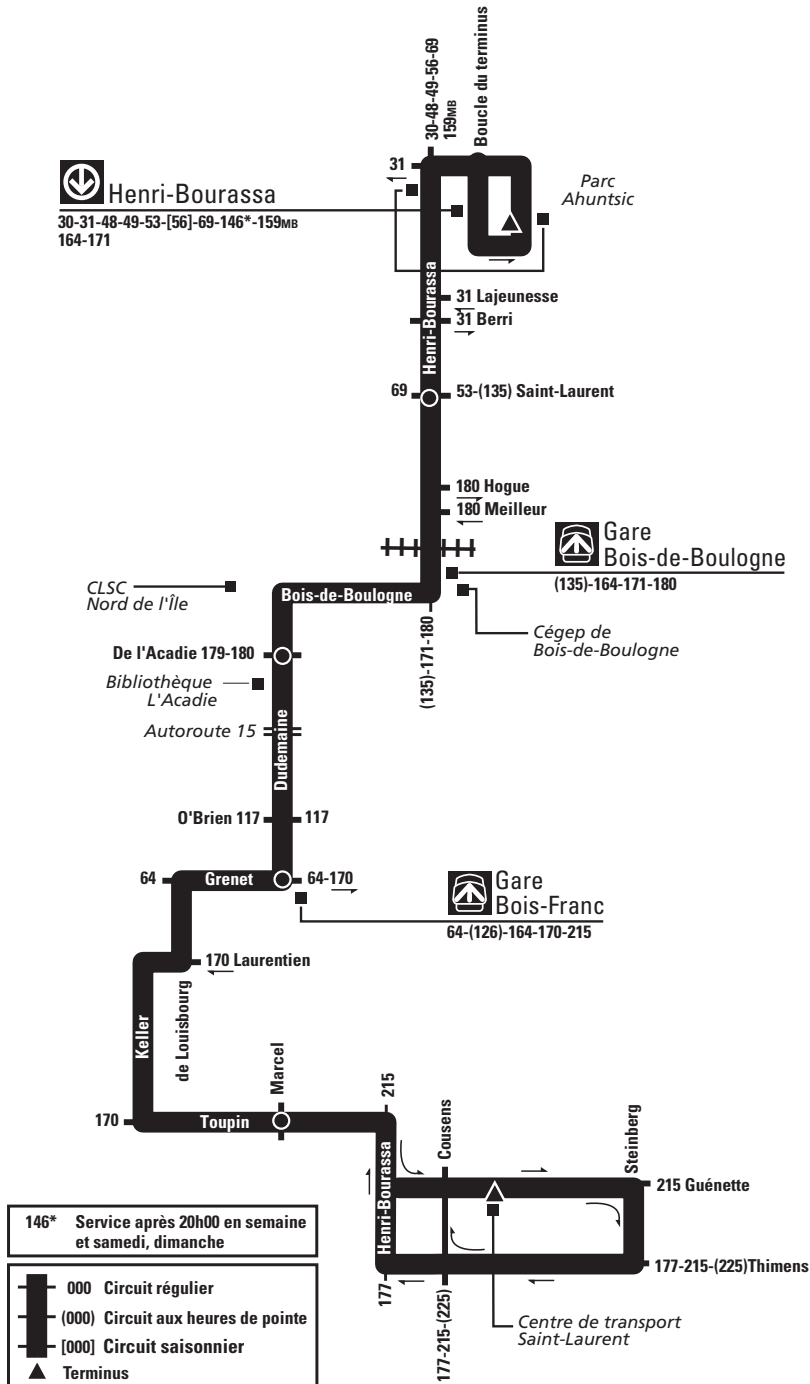 30-48-49-56-69
159MB
Boucle du terminus
31
Parc
Ahuntsic
Henri-Bourassa
30-31-48-49-53-[56]-69-146*-159MB
164-171
Henri-Bourassa
31 Lajeunesse
31 Berri
69
53-(135) Saint-Laurent
180 Hogue
180 Meilleur
Gare
Bois-de-Boulogne
(135)-164-171-180
CLSC
Nord de l'Île
Bois-de-Boulogne
(135)-171-180
Cégep de
Bois-de-Boulogne
De l'Acadie 179-180
Bibliothèque
L'Acadie
Autoroute 15
Dudemaine
O'Brien 117
117
64
Grenet
64-170
Gare
Bois-Franc
64-(126)-164-170-215
170 Laurentien
Keller
de Louisbourg
Marcel
170
Toupin
215
Henri-Bourassa
Cousens
Steinberg
215 Guénette
177-215-(225)Thimens
177
177-215-(225)
Centre de transport
Saint-Laurent
146* Service après 20h00 en semaine
et samedi, dimanche
000 Circuit régulier
(000) Circuit aux heures de pointe
[000] Circuit saisonnier
Terminus